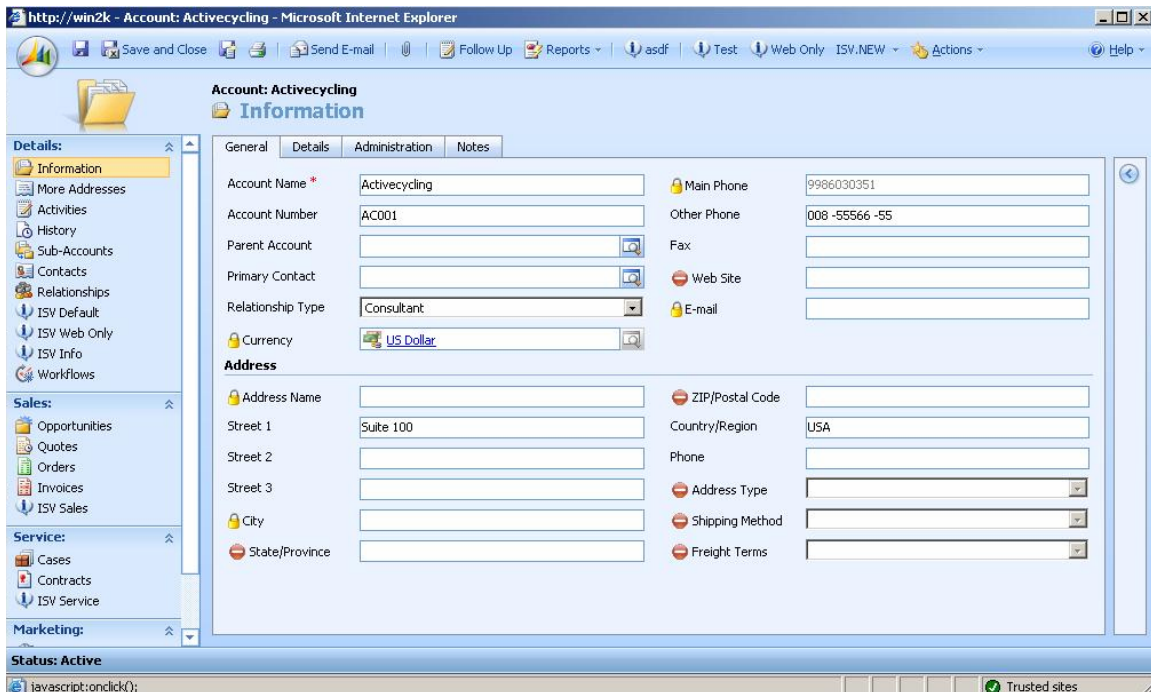 http://win2k - Account: Activecycling - Microsoft Internet Explorer
Save and Close Send E-mail Follow Up Reports asdf Test Web Only ISV.NEW Actions Help
Account: Activecycling
Information
Details:
Information
More Addresses
Activities
History
Sub-Accounts
Contacts
Relationships
ISV Default
ISV Web Only
ISV Info
Workflows
Sales:
Opportunities
Quotes
Orders
Invoices
ISV Sales
Service:
Cases
Contracts
ISV Service
Marketing:
General Details Administration Notes
Account Name * Activecycling
Main Phone 9986030351
Account Number AC001
Other Phone 008 -55566 -55
Parent Account
Fax
Primary Contact
Web Site
Relationship Type Consultant
E-mail
Currency US Dollar
Address
Address Name
ZIP/Postal Code
Street 1 Suite 100
Country/Region USA
Street 2
Phone
Street 3
Address Type
City
Shipping Method
State/Province
Freight Terms
Status: Active
javascript:onclick(); Trusted sites